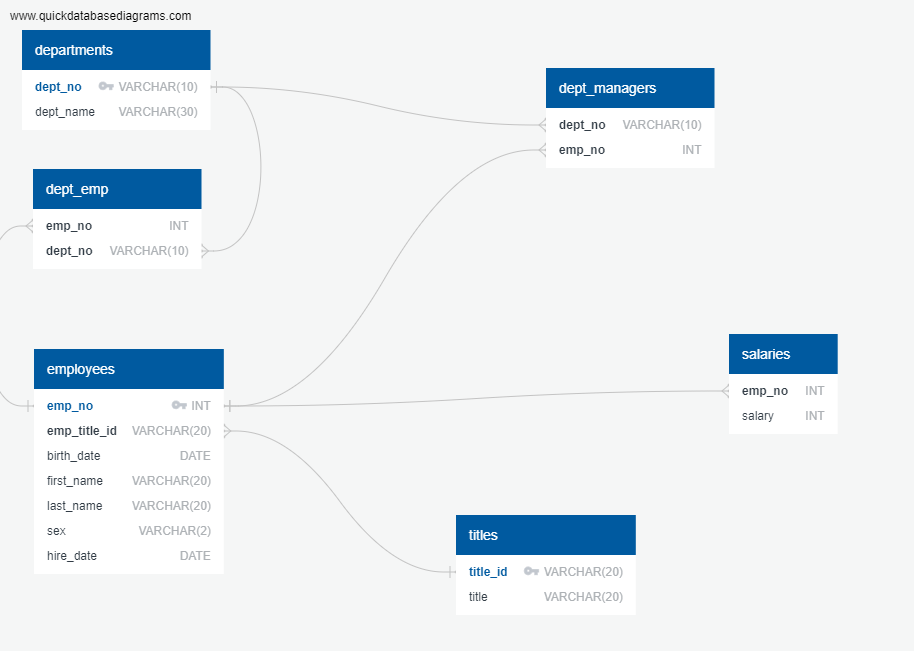 www.quickdatabasediagrams.com
departments
dept_no VARCHAR(10)
dept_name VARCHAR(30)
dept_managers
dept_no VARCHAR(10)
emp_no INT
dept_emp
emp_no INT
dept_no VARCHAR(10)
employees
emp_no INT
emp_title_id VARCHAR(20)
birth_date DATE
first_name VARCHAR(20)
last_name VARCHAR(20)
sex VARCHAR(2)
hire_date DATE
salaries
emp_no INT
salary INT
titles
title_id VARCHAR(20)
title VARCHAR(20)